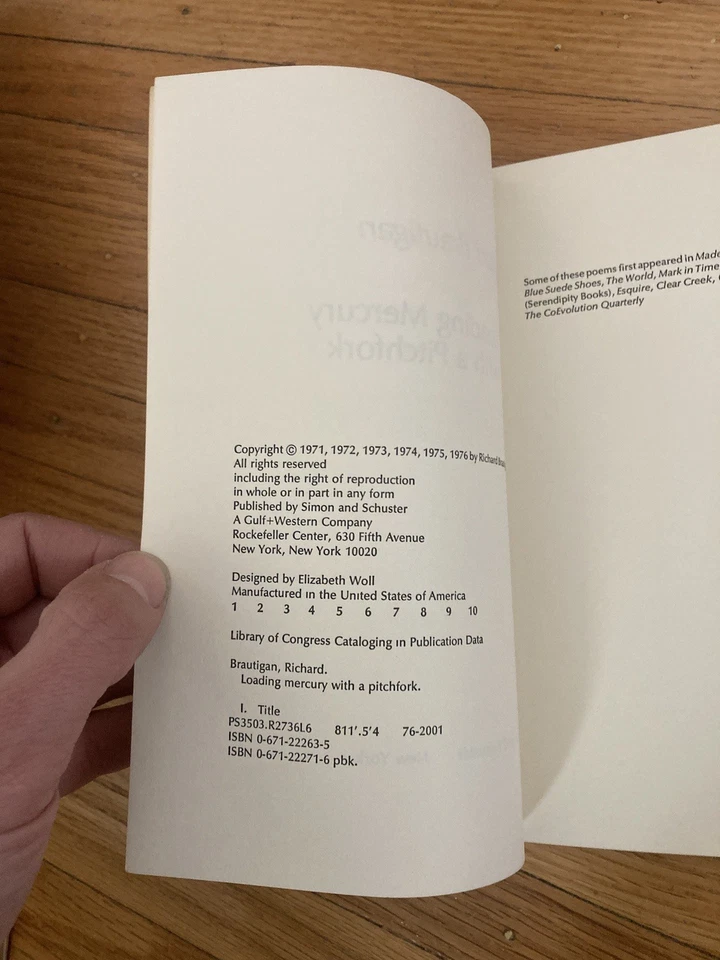 Copyright © 1971, 1972, 1973, 1974, 1975, 1976 by Richard
All rights reserved
including the right of reproduction
in whole or in part in any form
Published by Simon and Schuster
A Gulf+Western Company
Rockefeller Center, 630 Fifth Avenue
New York, New York 10020
Designed by Elizabeth Woll
Manufactured in the United States of America
1 2 3 4 5 6 7 8 9 10
Library of Congress Cataloging in Publication Data
Brautigan, Richard.
Loading mercury with a pitchfork.
I. Title
PS3503.R2736L6 811'.5'4 76-2001
ISBN 0-671-22263-5
ISBN 0-671-22271-6 pbk.
Some of these poems first appeared in
Blue Suede Shoes, The World, Mark in Time
(Serendipity Books), Esquire, Clear Creek,
The CoEvolution Quarterly